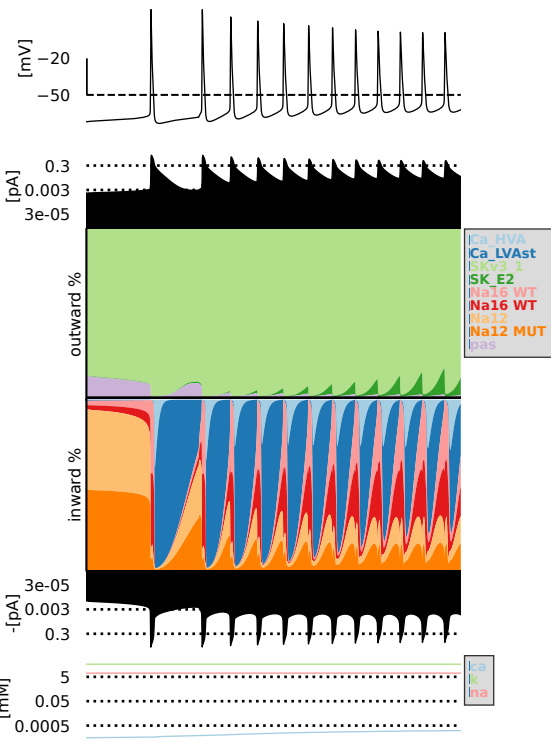 [mV]
−20
−50
[pA]
0.3
0.003
3e-05
outward %
Ca_HVA
Ca_LVAst
SKv3_1
SK_E2
Na16 WT
Na16 WT
Na12
Na12 MUT
pas
inward %
-[pA]
3e-05
0.003
0.3
[mM]
5
0.05
0.0005
ca
k
na